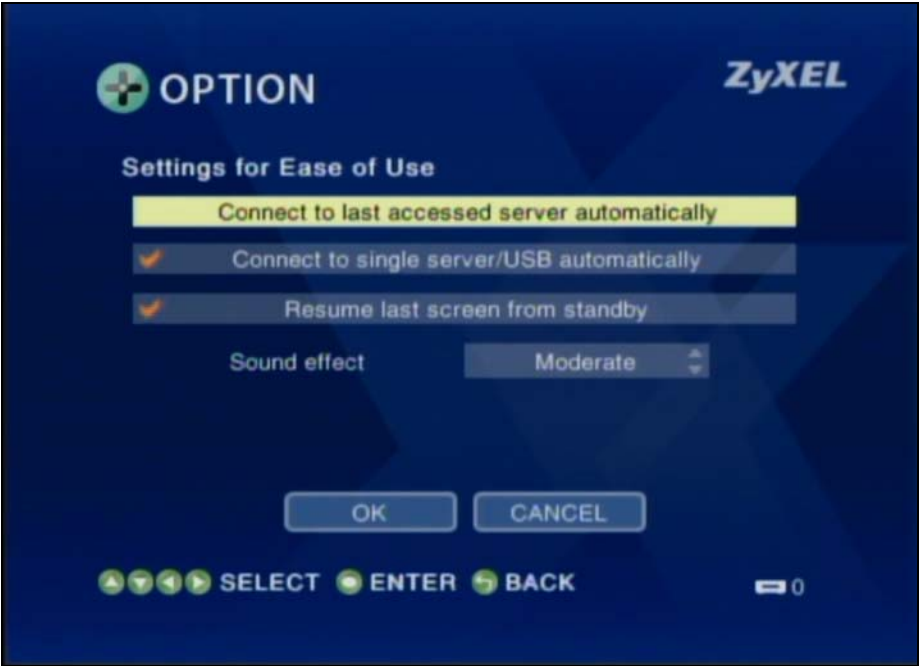 OPTION
ZyXEL
Settings for Ease of Use
Connect to last accessed server automatically
Connect to single server/USB automatically
Resume last screen from standby
Sound effect Moderate
OK CANCEL
SELECT ENTER BACK 0